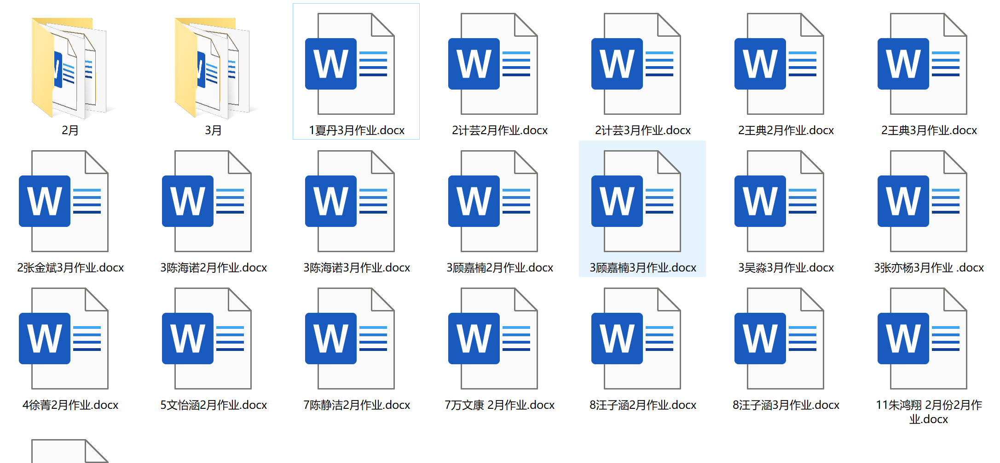 2月
3月
1夏丹3月作业.docx
2计芸2月作业.docx
2计芸3月作业.docx
2王典2月作业.docx
2王典3月作业.docx
2张金斌3月作业.docx
3陈海诺2月作业.docx
3陈海诺3月作业.docx
3顾嘉楠2月作业.docx
3顾嘉楠3月作业.docx
3吴淼3月作业.docx
3张亦杨3月作业 .docx
4徐菁2月作业.docx
5文怡涵2月作业.docx
7陈静洁2月作业.docx
7万文康 2月作业.docx
8汪子涵2月作业.docx
8汪子涵3月作业.docx
11朱鸿翔 2月份2月作
业.docx